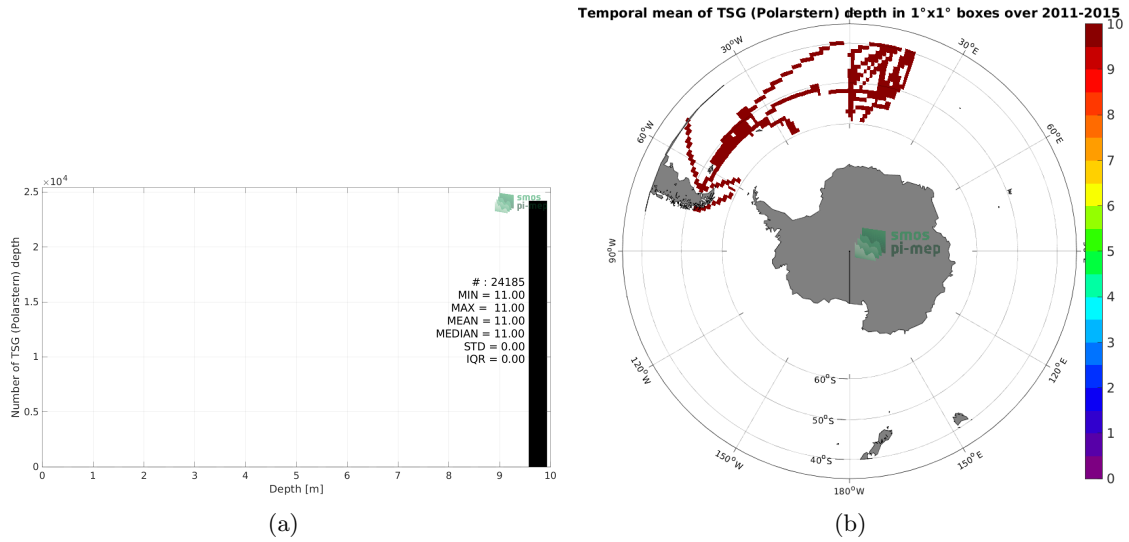 Temporal mean of TSG (Polarstern) depth in 1°x1° boxes over 2011-2015
×10⁴
2.5
2
1.5
1
0.5
0
Number of TSG (Polarstern) depth
smos
pi-mep
# : 24185
MIN = 11.00
MAX = 11.00
MEAN = 11.00
MEDIAN = 11.00
STD = 0.00
IQR = 0.00
0 1 2 3 4 5 6 7 8 9 10
Depth [m]
(a)
30°W
30°E
60°W
60°E
90°W
smos
pi-mep
120°W
120°E
60°S
50°S
40°S
150°W
150°E
180°W
10
9
8
7
6
5
4
3
2
1
0
(b)